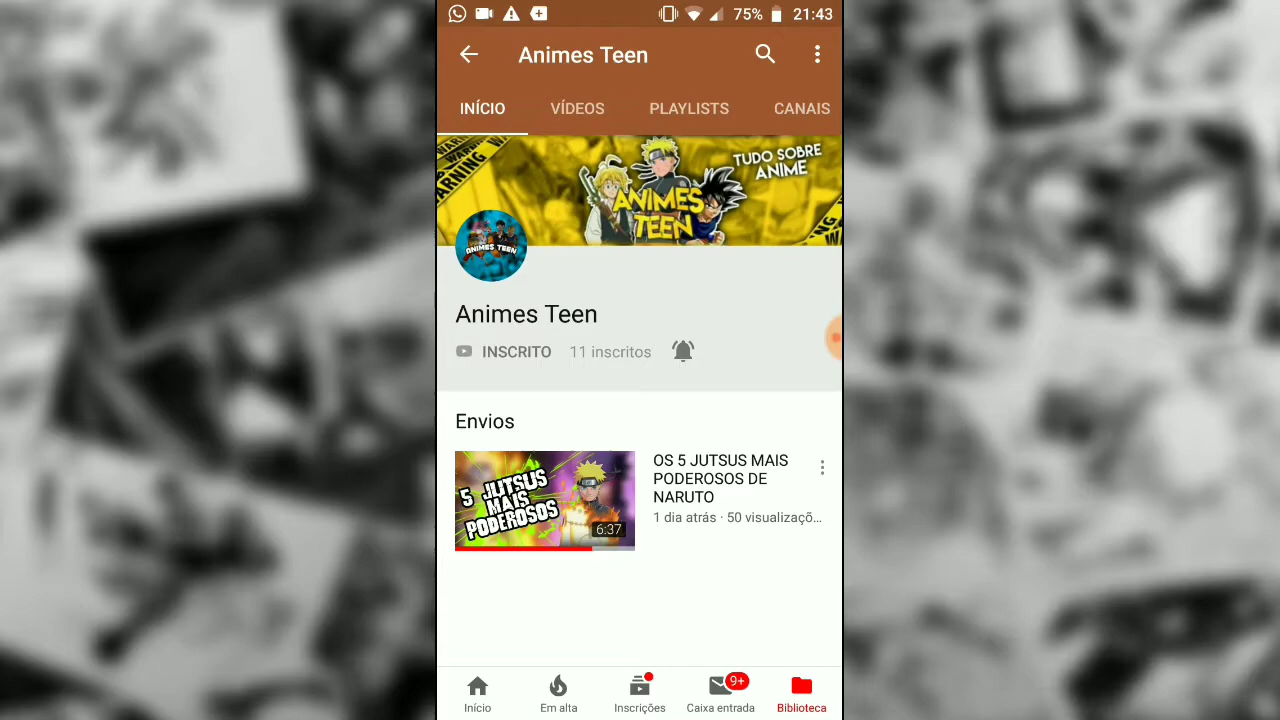 75% 21:43
Animes Teen
INÍCIO VÍDEOS PLAYLISTS CANAIS
WARNING
TUDO SOBRE
ANIME
ANIMES
TEEN
ANIMES TEEN
Animes Teen
INSCRITO 11 inscritos
Envios
5 JUTSUS
MAIS
PODEROSOS
6:37
OS 5 JUTSUS MAIS
PODEROSOS DE
NARUTO
1 dia atrás · 50 visualizaçõ…
9+
Início Em alta Inscrições Caixa entrada Biblioteca